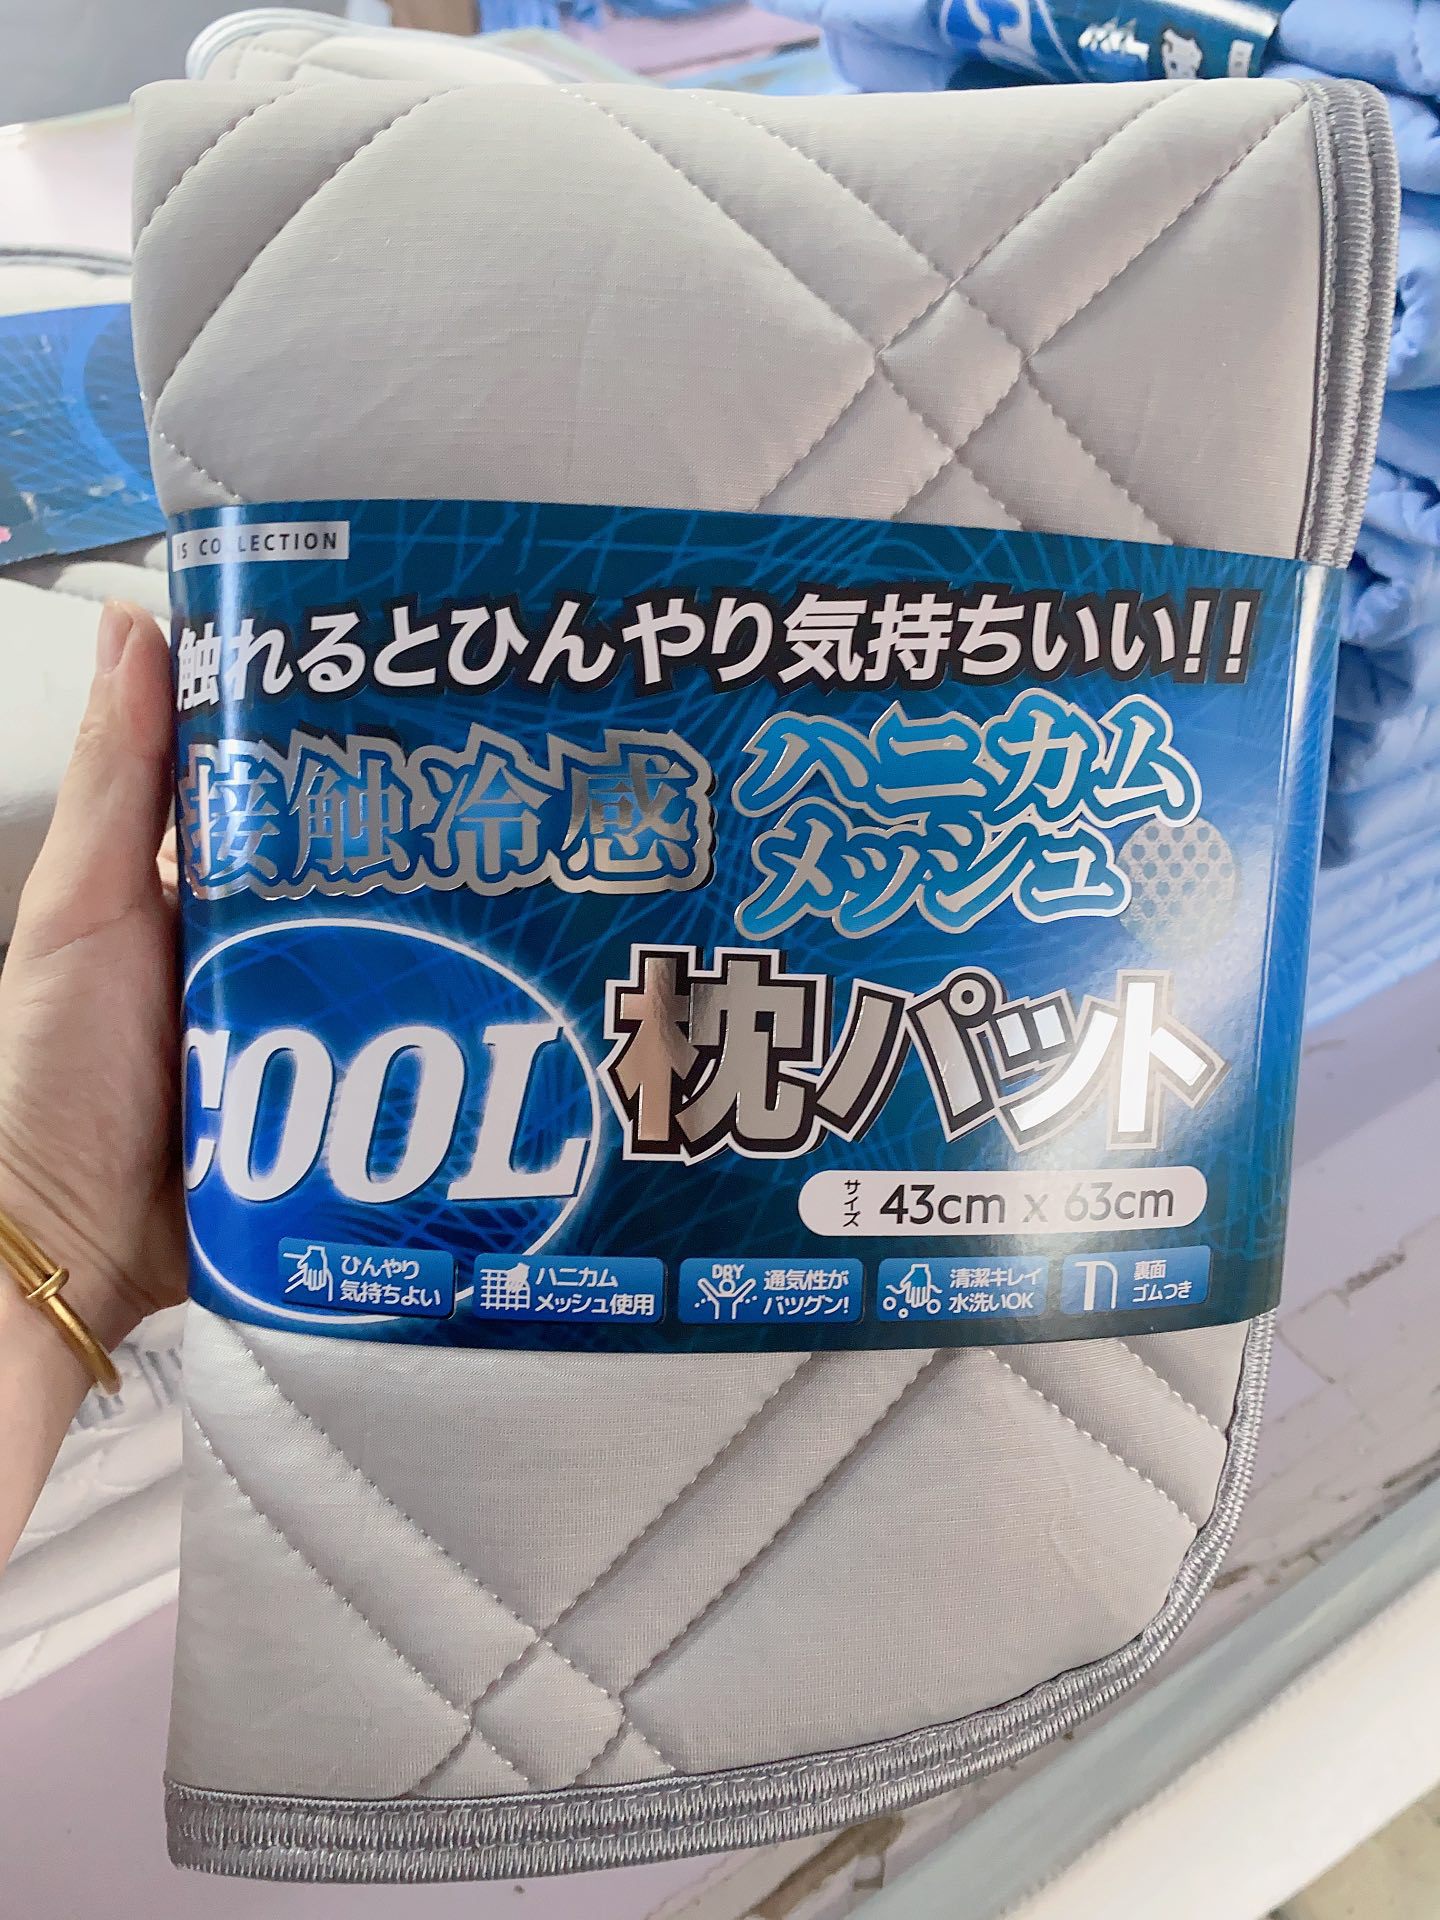 IS COLLECTION
触れるとひんやり気持ちいい!!
接触冷感
ハニカム
メッシュ
COOL
枕パット
サイズ 43cm x 63cm
ひんやり
気持ちよい
ハニカム
メッシュ使用
DRY
通気性が
バツグン!
清潔キレイ
水洗いOK
裏面
ゴムつき